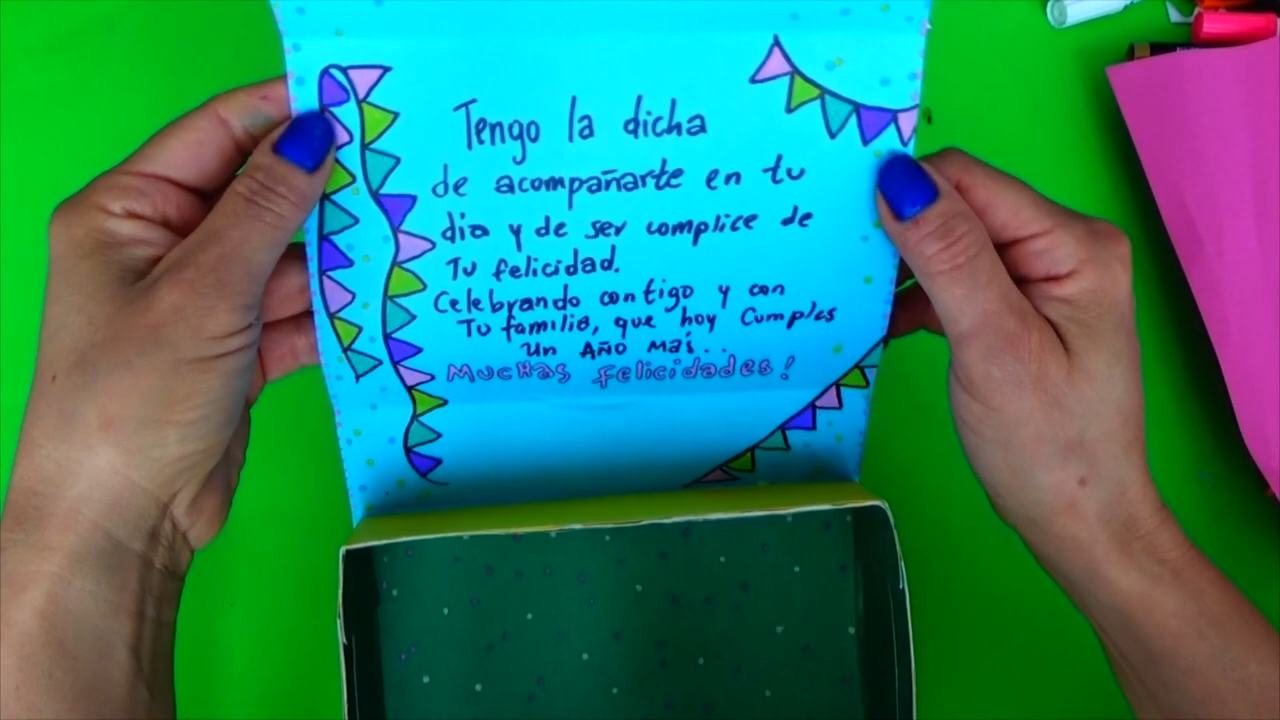 Tengo la dicha
de acompañarte en tu
dia y de ser complice de
Tu felicidad.
Celebrando contigo y con
Tu familia, que hoy Cumples
Un AÑO Más..
MucHas felicidades!